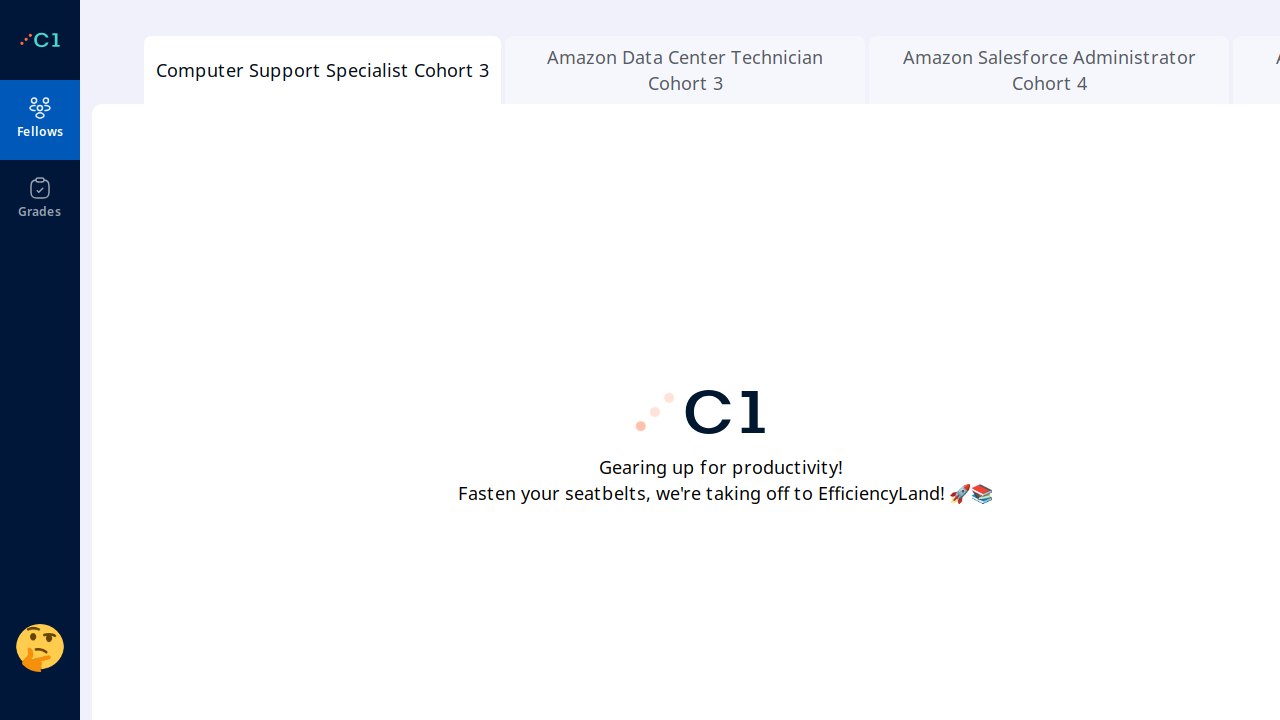 C1
Fellows
Grades
Computer Support Specialist Cohort 3
Amazon Data Center Technician
Cohort 3
Amazon Salesforce Administrator
Cohort 4
C1
Gearing up for productivity!
Fasten your seatbelts, we're taking off to EfficiencyLand! 🚀📚